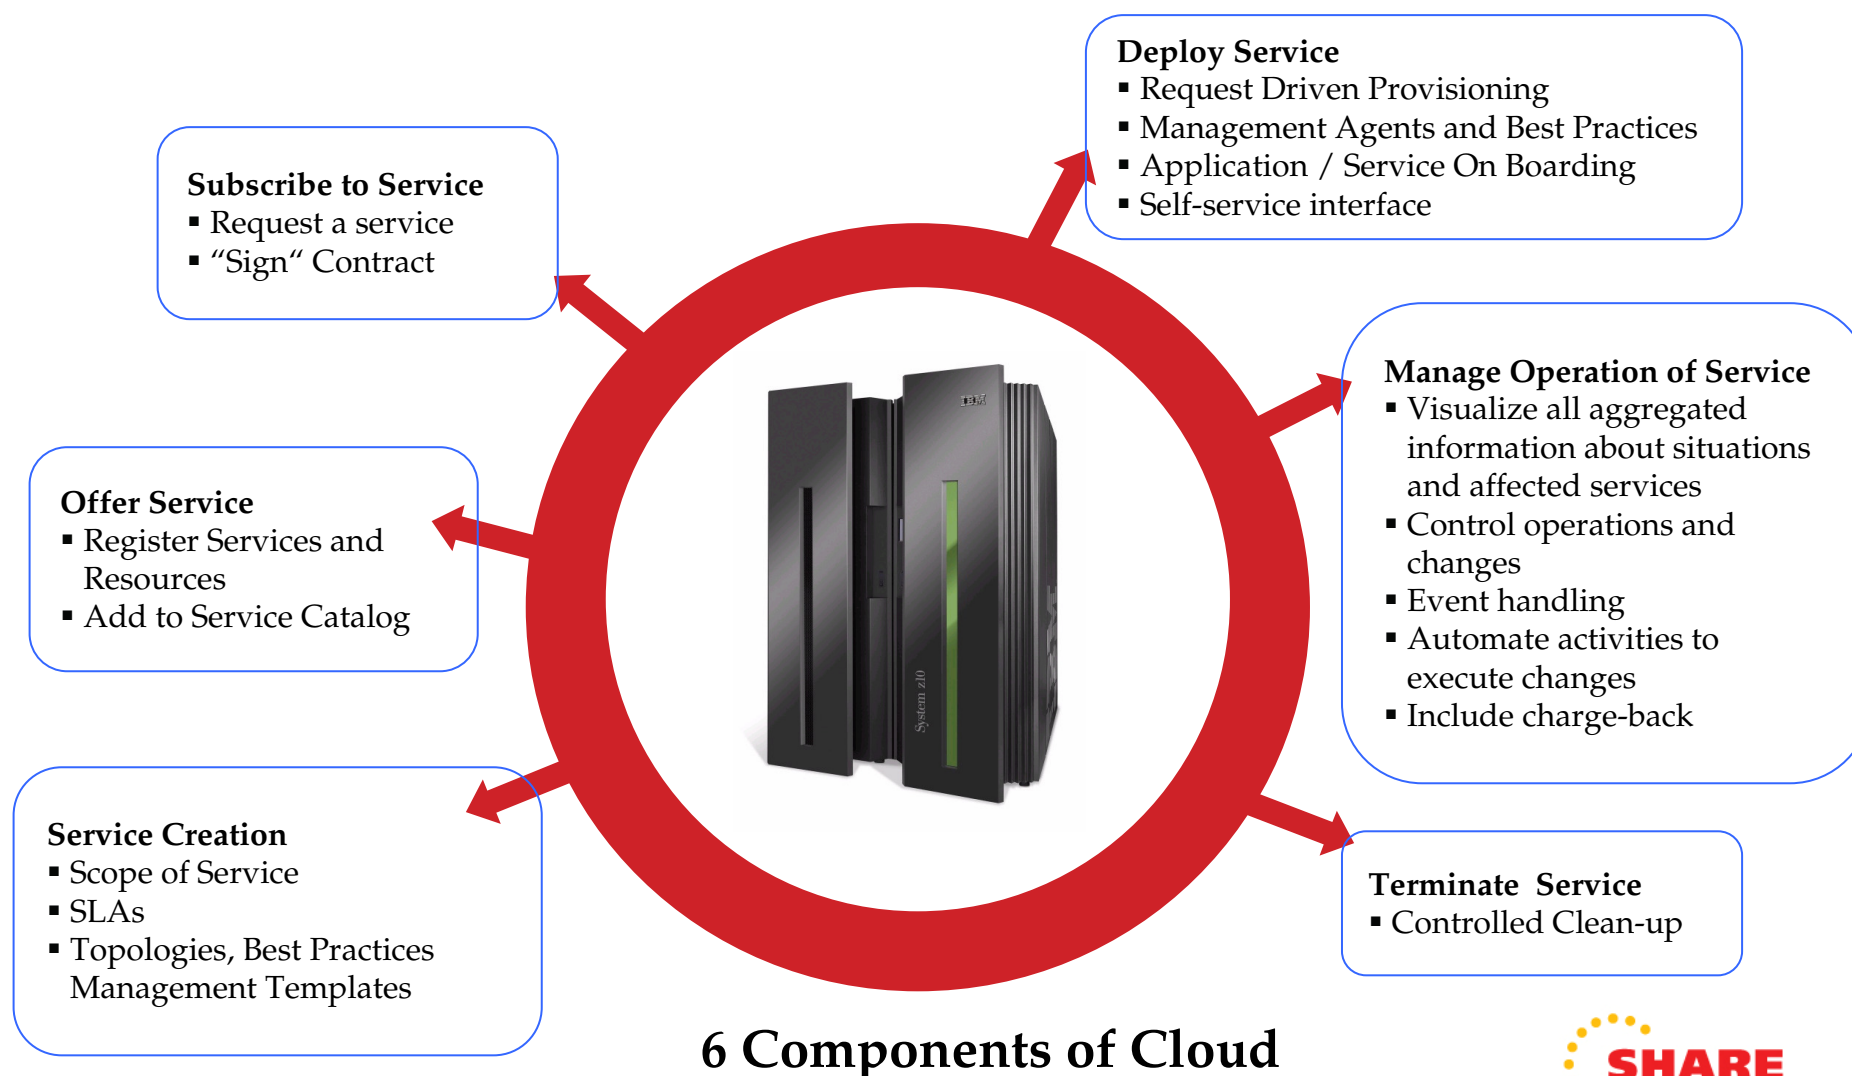 Deploy Service
▪ Request Driven Provisioning
▪ Management Agents and Best Practices
▪ Application / Service On Boarding
▪ Self-service interface
Subscribe to Service
▪ Request a service
▪ “Sign“ Contract
Manage Operation of Service
▪ Visualize all aggregated
information about situations
and affected services
▪ Control operations and
changes
▪ Event handling
▪ Automate activities to
execute changes
▪ Include charge-back
Offer Service
▪ Register Services and
Resources
▪ Add to Service Catalog
Service Creation
▪ Scope of Service
▪ SLAs
▪ Topologies, Best Practices
Management Templates
Terminate  Service
▪ Controlled Clean-up
IBM
System z10
6 Components of Cloud
SHARE